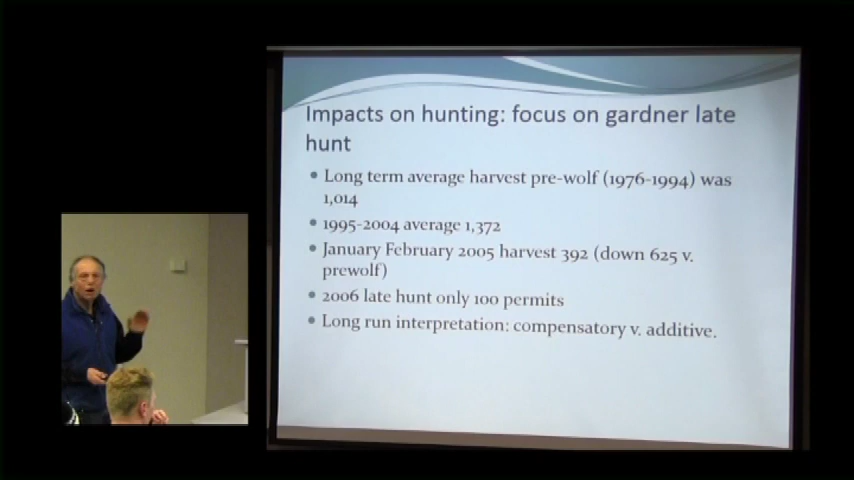 Impacts on hunting: focus on gardner late
hunt
• Long term average harvest pre-wolf (1976-1994) was
1,014
• 1995-2004 average 1,372
• January February 2005 harvest 392 (down 625 v.
prewolf)
• 2006 late hunt only 100 permits
• Long run interpretation: compensatory v. additive.